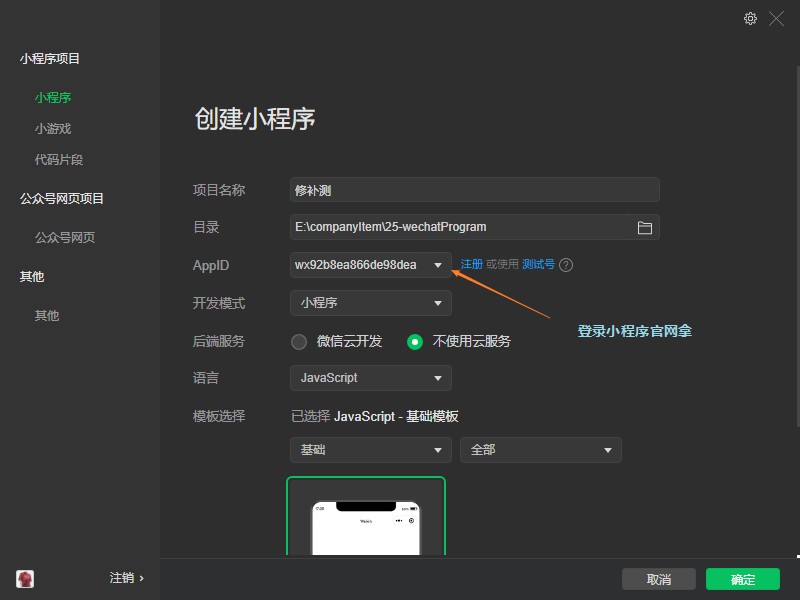 小程序项目
小程序
小游戏
代码片段
公众号网页项目
公众号网页
其他
其他
注销 ›
创建小程序
项目名称 修补测
目录 E:\companyItem\25-wechatProgram
AppID wx92b8ea866de98dea 注册 或使用 测试号 ?
登录小程序官网拿
开发模式 小程序
后端服务 微信云开发 不使用云服务
语言 JavaScript
模板选择 已选择 JavaScript - 基础模板
基础 全部
取消 确定